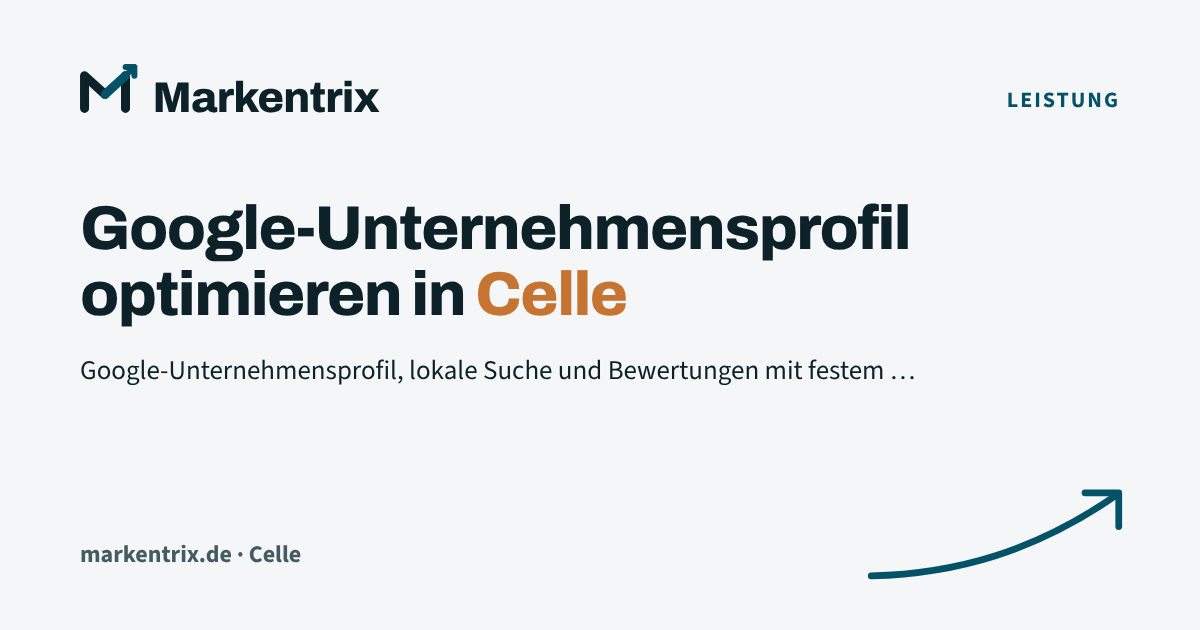 Markentrix
LEISTUNG
Google-Unternehmensprofil
optimieren in Celle
Google-Unternehmensprofil, lokale Suche und Bewertungen mit festem …
markentrix.de · Celle